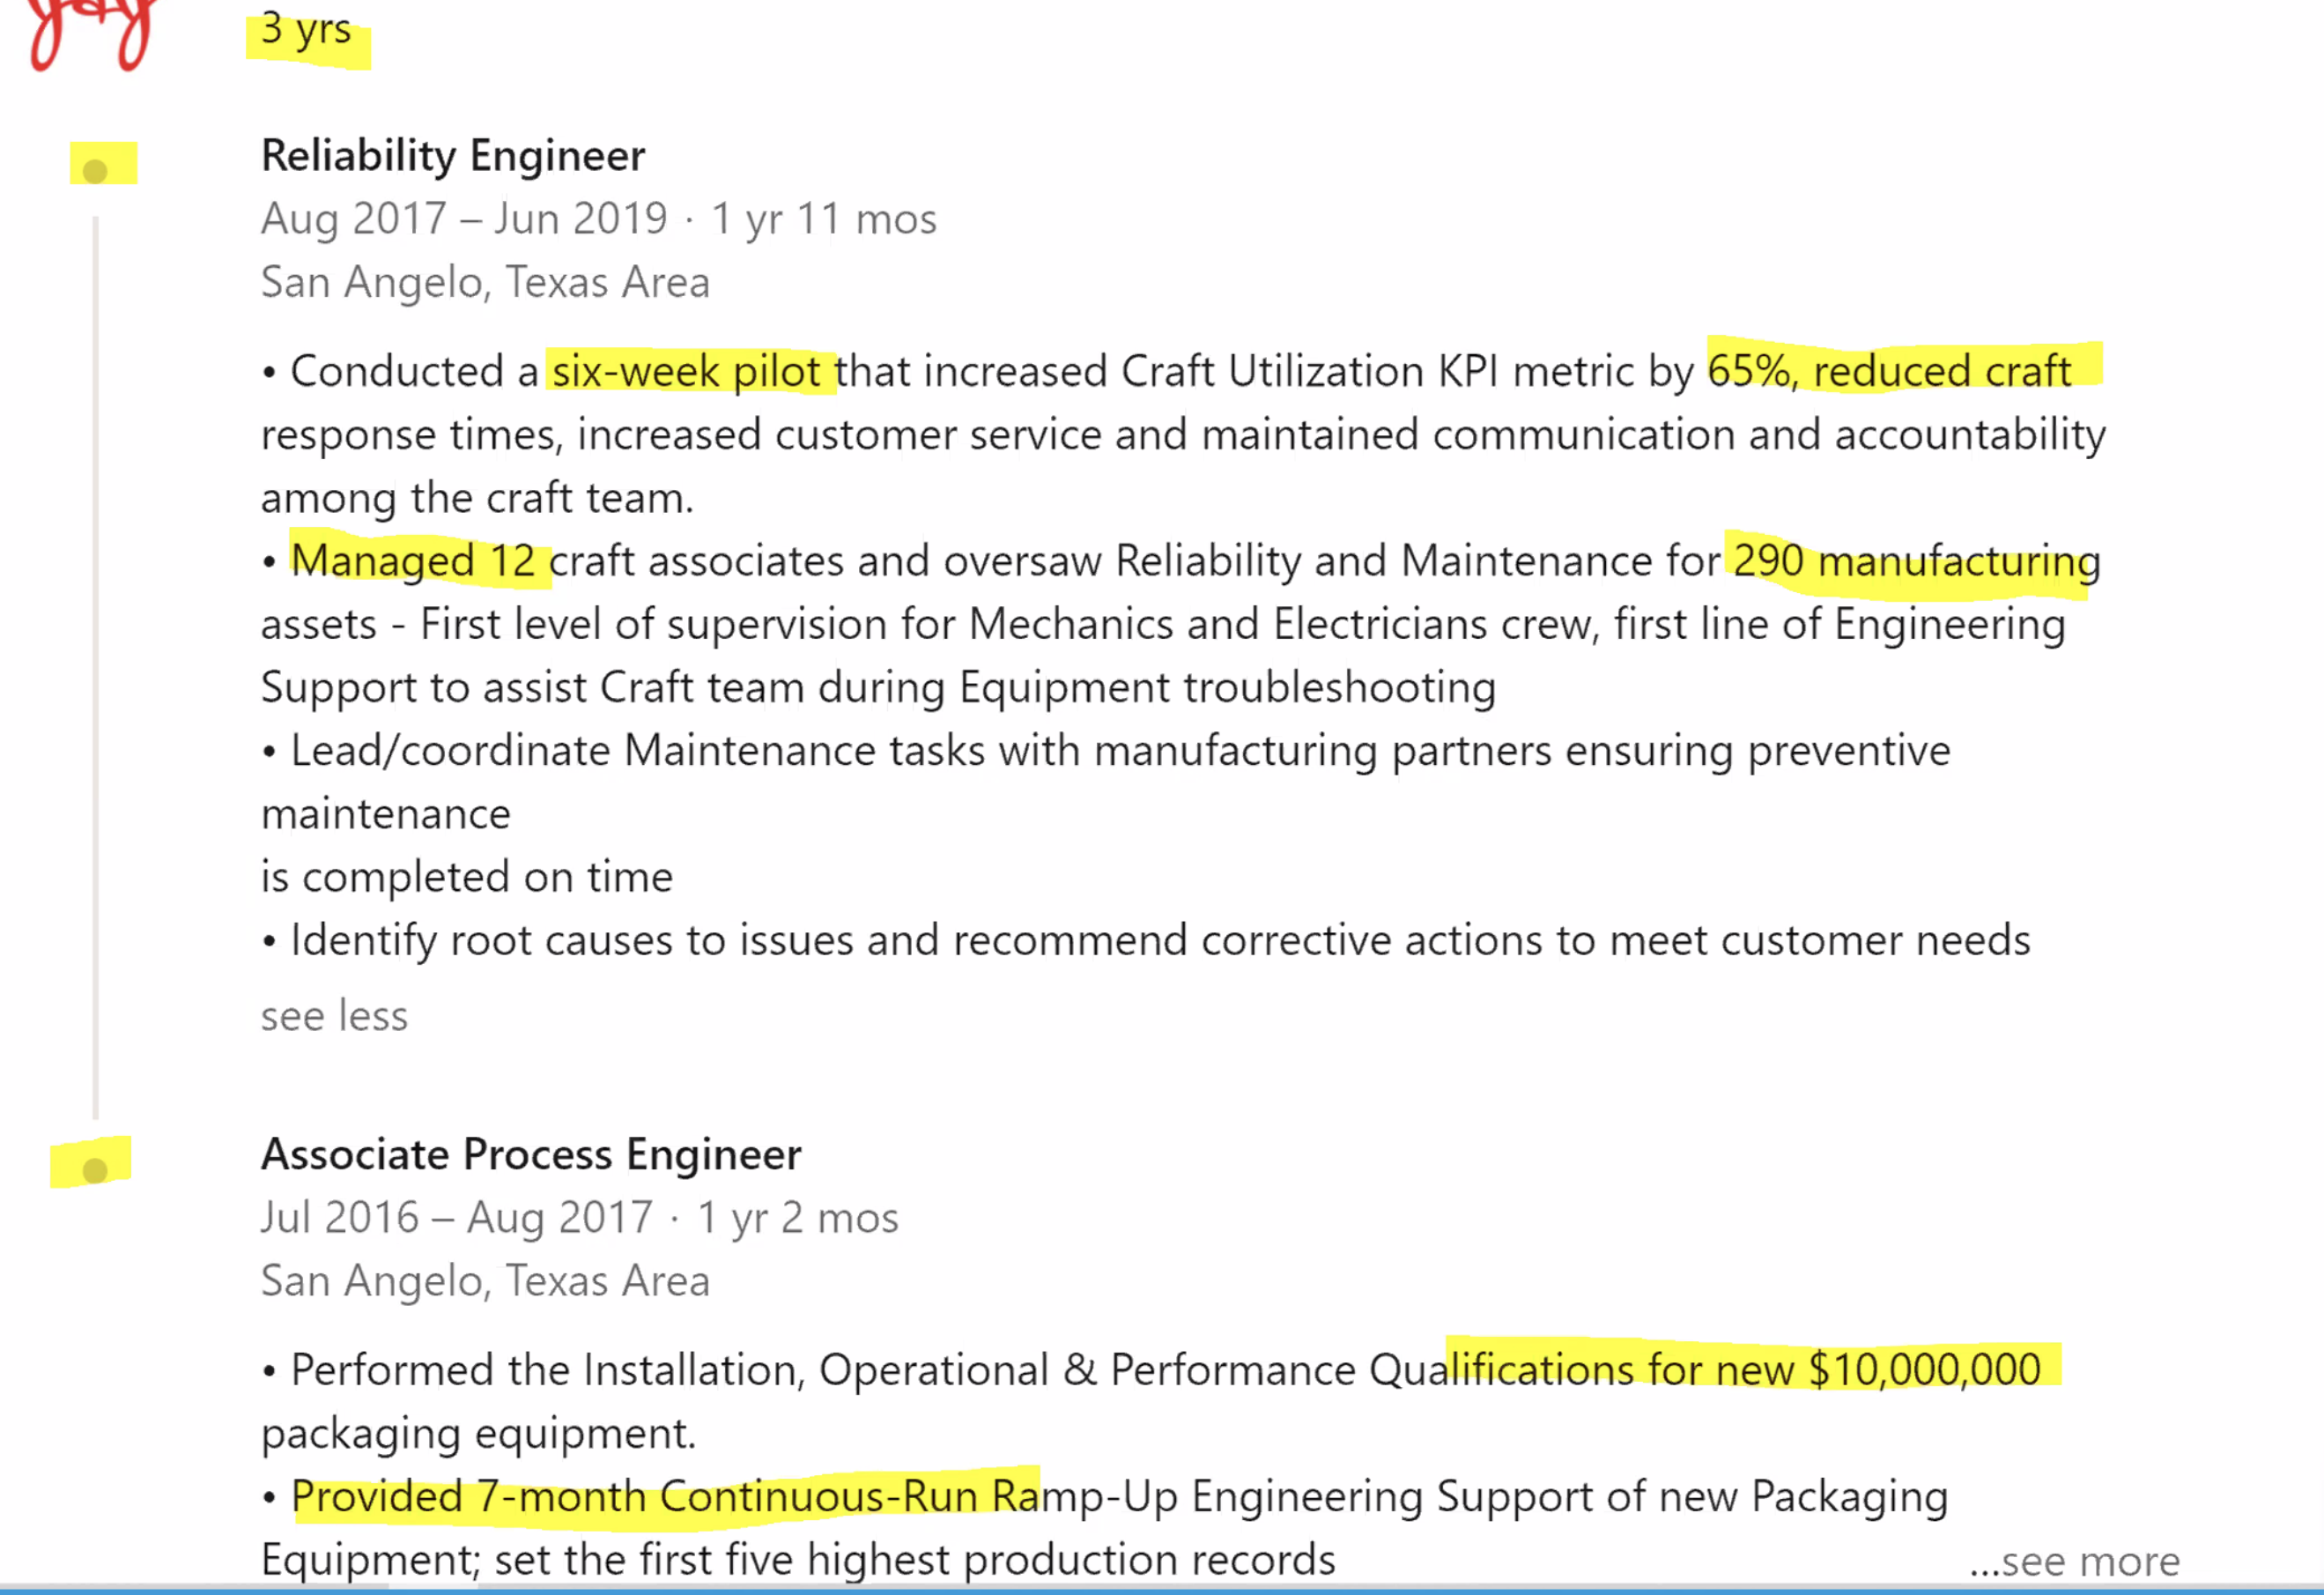 3 yrs
Reliability Engineer
Aug 2017 – Jun 2019 · 1 yr 11 mos
San Angelo, Texas Area
• Conducted a six-week pilot that increased Craft Utilization KPI metric by 65%, reduced craft
response times, increased customer service and maintained communication and accountability
among the craft team.
• Managed 12 craft associates and oversaw Reliability and Maintenance for 290 manufacturing
assets - First level of supervision for Mechanics and Electricians crew, first line of Engineering
Support to assist Craft team during Equipment troubleshooting
• Lead/coordinate Maintenance tasks with manufacturing partners ensuring preventive
maintenance
is completed on time
• Identify root causes to issues and recommend corrective actions to meet customer needs
see less
Associate Process Engineer
Jul 2016 – Aug 2017 · 1 yr 2 mos
San Angelo, Texas Area
• Performed the Installation, Operational & Performance Qualifications for new $10,000,000
packaging equipment.
• Provided 7-month Continuous-Run Ramp-Up Engineering Support of new Packaging
Equipment; set the first five highest production records
...see more